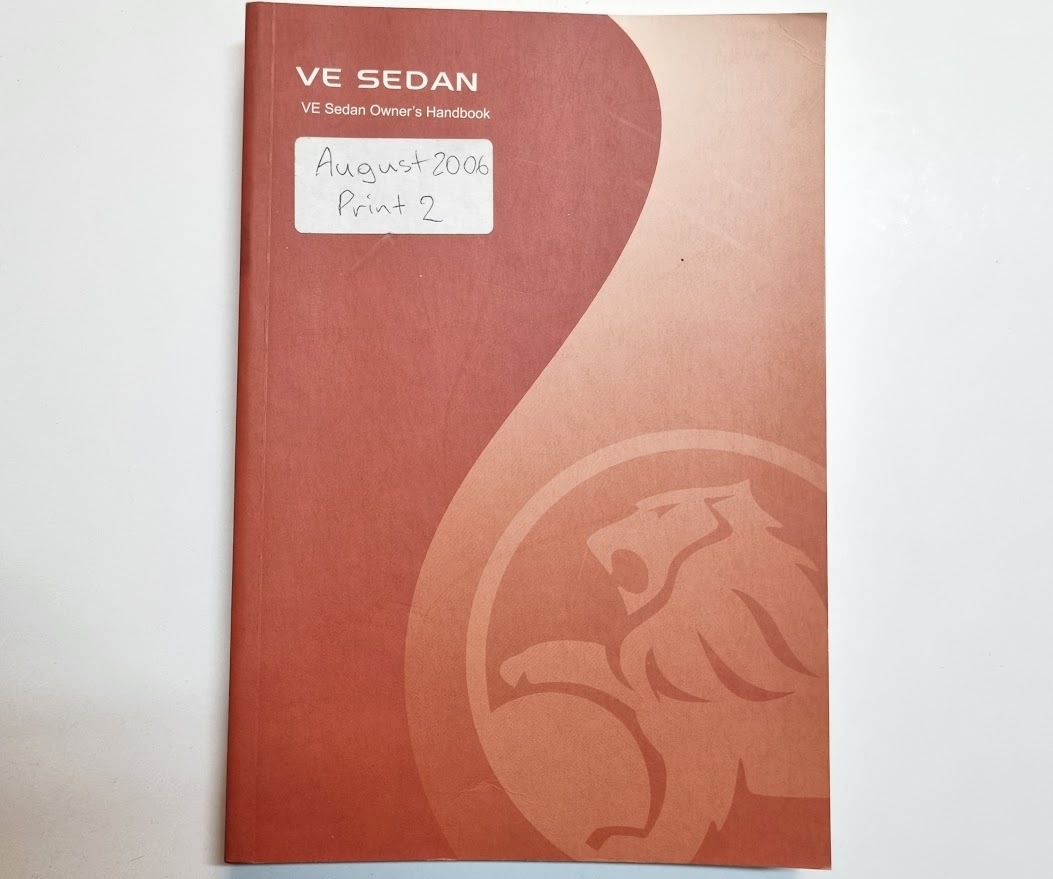 VE SEDAN
VE Sedan Owner's Handbook
August 2006
Print 2